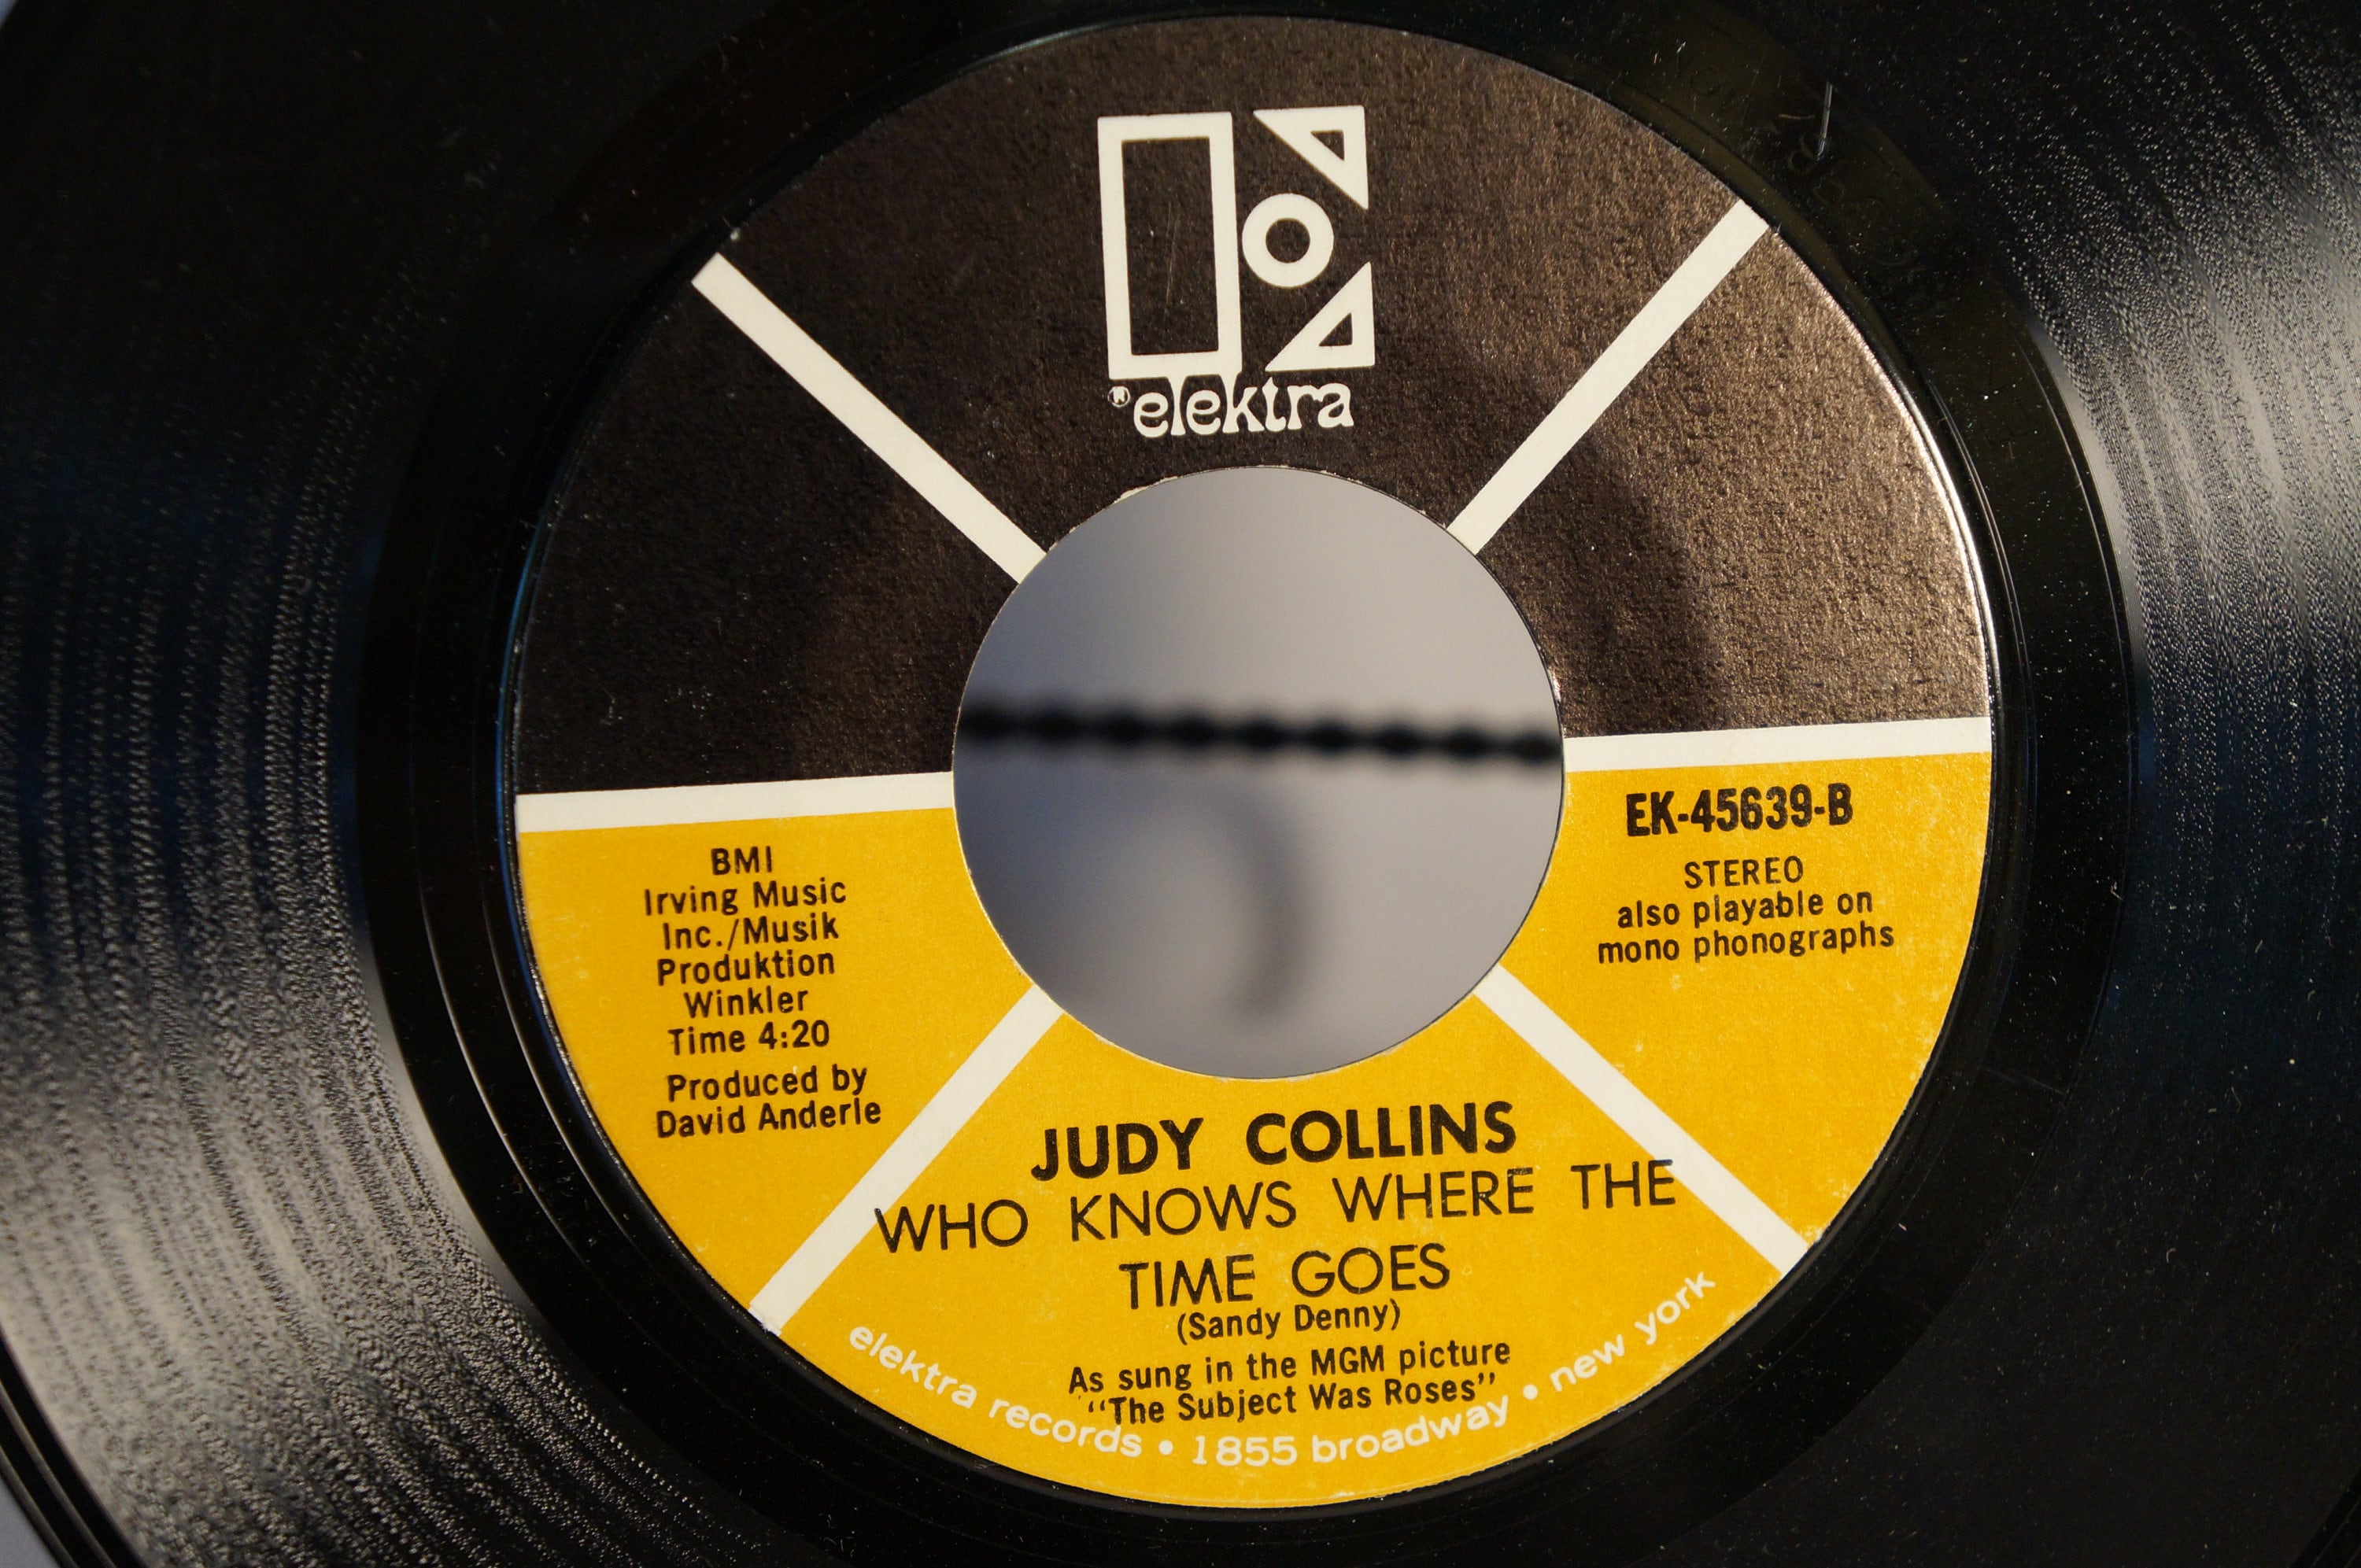 elektra
BMI
Irving Music
Inc./Musik
Produktion
Winkler
Time 4:20
Produced by
David Anderle
EK-45639-B
STEREO
also playable on
mono phonographs
JUDY COLLINS
WHO KNOWS WHERE THE
TIME GOES
(Sandy Denny)
As sung in the MGM picture
"The Subject Was Roses"
elektra records • 1855 broadway • new york